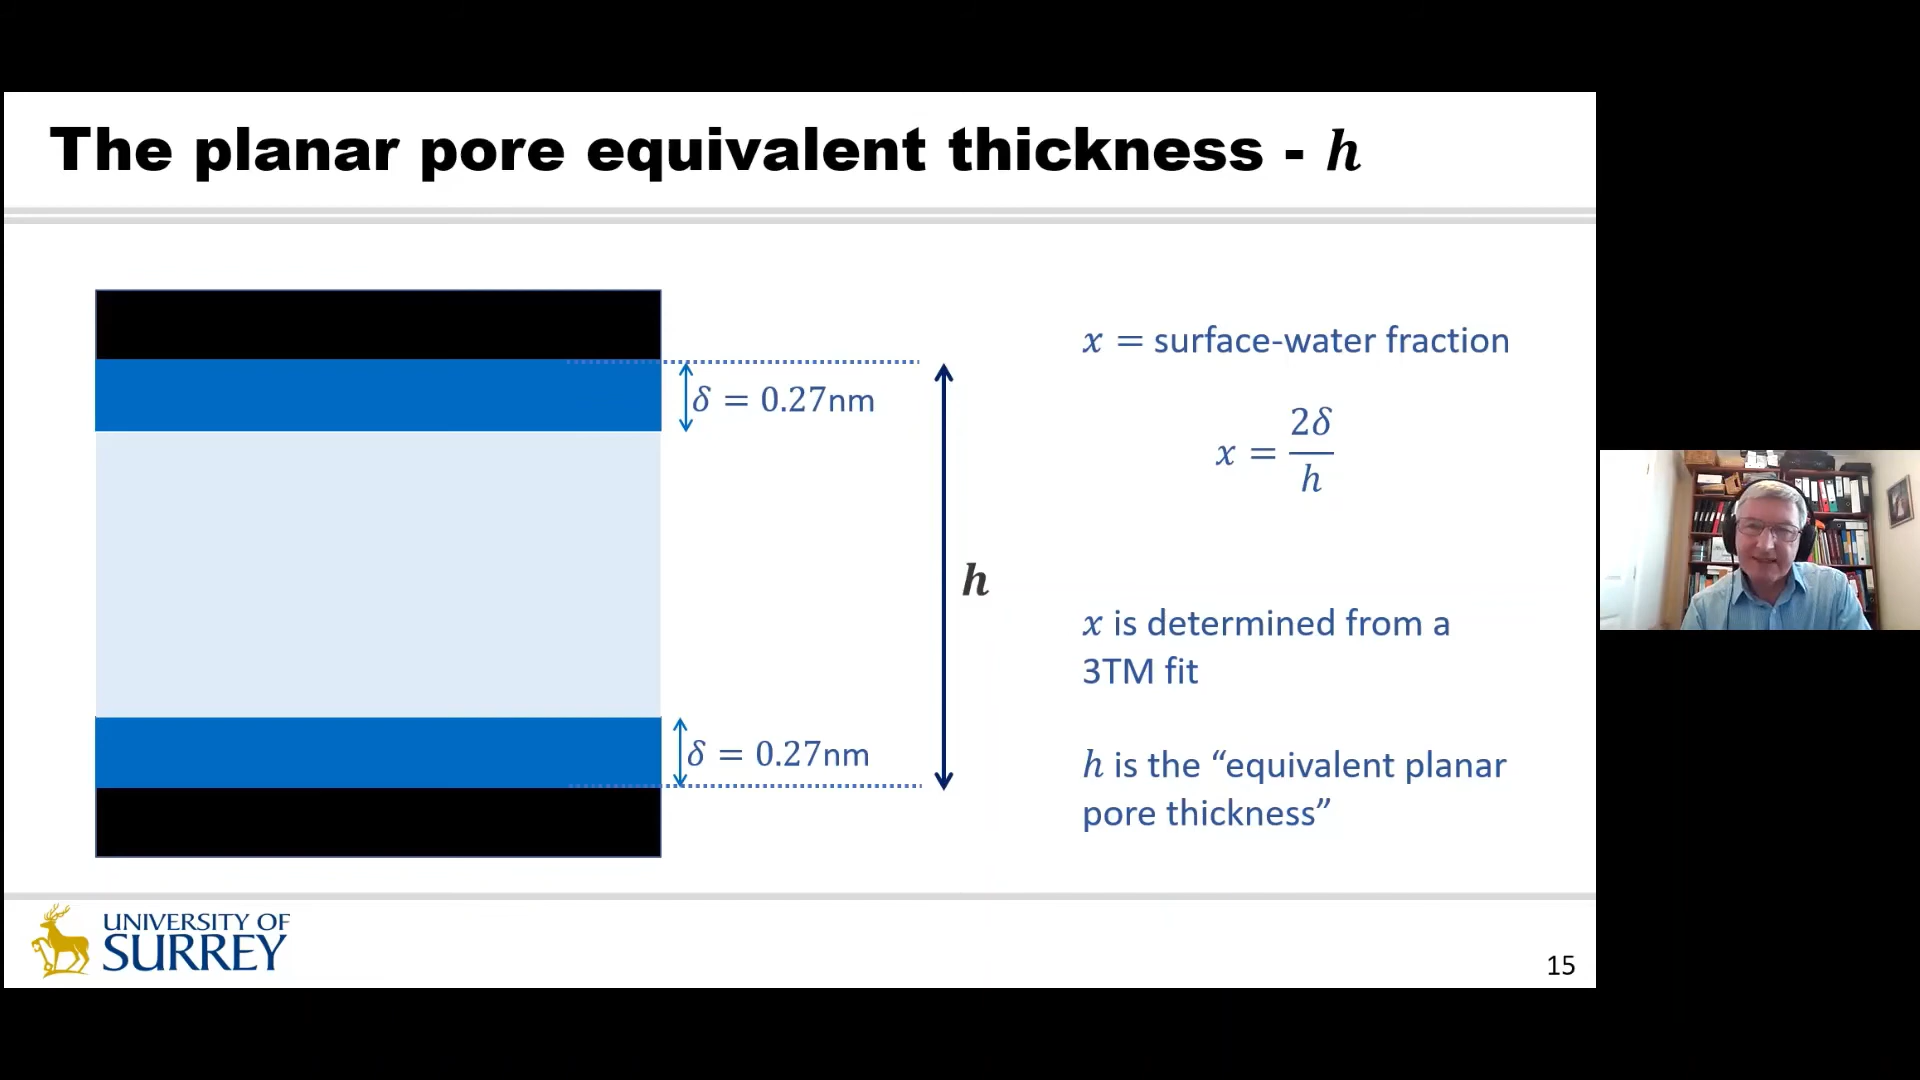 The planar pore equivalent thickness - h
δ = 0.27nm
h
δ = 0.27nm
x = surface-water fraction
x = 2δ/h
x is determined from a
3TM fit
h is the “equivalent planar
pore thickness”
UNIVERSITY OF
SURREY
15